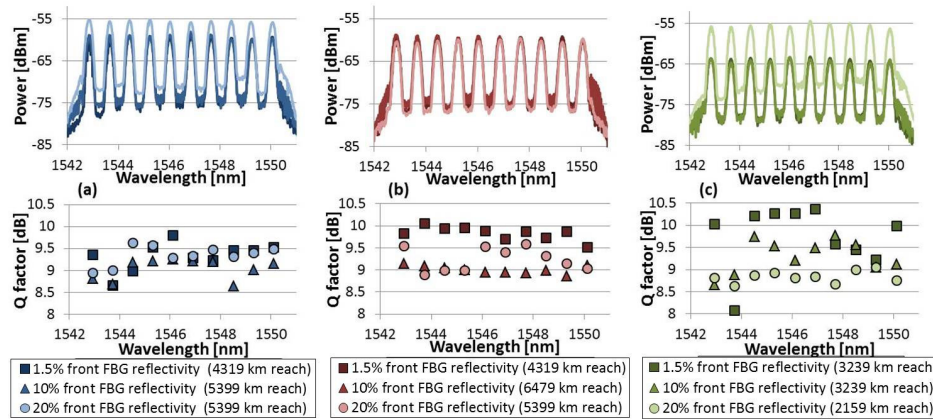 Power [dBm]
-55
-65
-75
-85
1542 1544 1546 1548 1550
Wavelength [nm]
(a)
Q factor [dB]
10.5
10
9.5
9
8.5
8
1542 1544 1546 1548 1550
Wavelength [nm]
1.5% front FBG reflectivity (4319 km reach)
10% front FBG reflectivity (5399 km reach)
20% front FBG reflectivity (5399 km reach)
Power [dBm]
-55
-65
-75
-85
1542 1544 1546 1548 1550
Wavelength [nm]
(b)
Q factor [dB]
10.5
10
9.5
9
8.5
8
1542 1544 1546 1548 1550
Wavelength [nm]
1.5% front FBG reflectivity (4319 km reach)
10% front FBG reflectivity (6479 km reach)
20% front FBG reflectivity (5399 km reach)
Power [dBm]
-55
-65
-75
-85
1542 1544 1546 1548 1550
Wavelength [nm]
(c)
Q factor [dB]
10.5
10
9.5
9
8.5
8
1542 1544 1546 1548 1550
Wavelength [nm]
1.5% front FBG reflectivity (3239 km reach
10% front FBG reflectivity (3239 km reach)
20% front FBG reflectivity (2159 km reach)